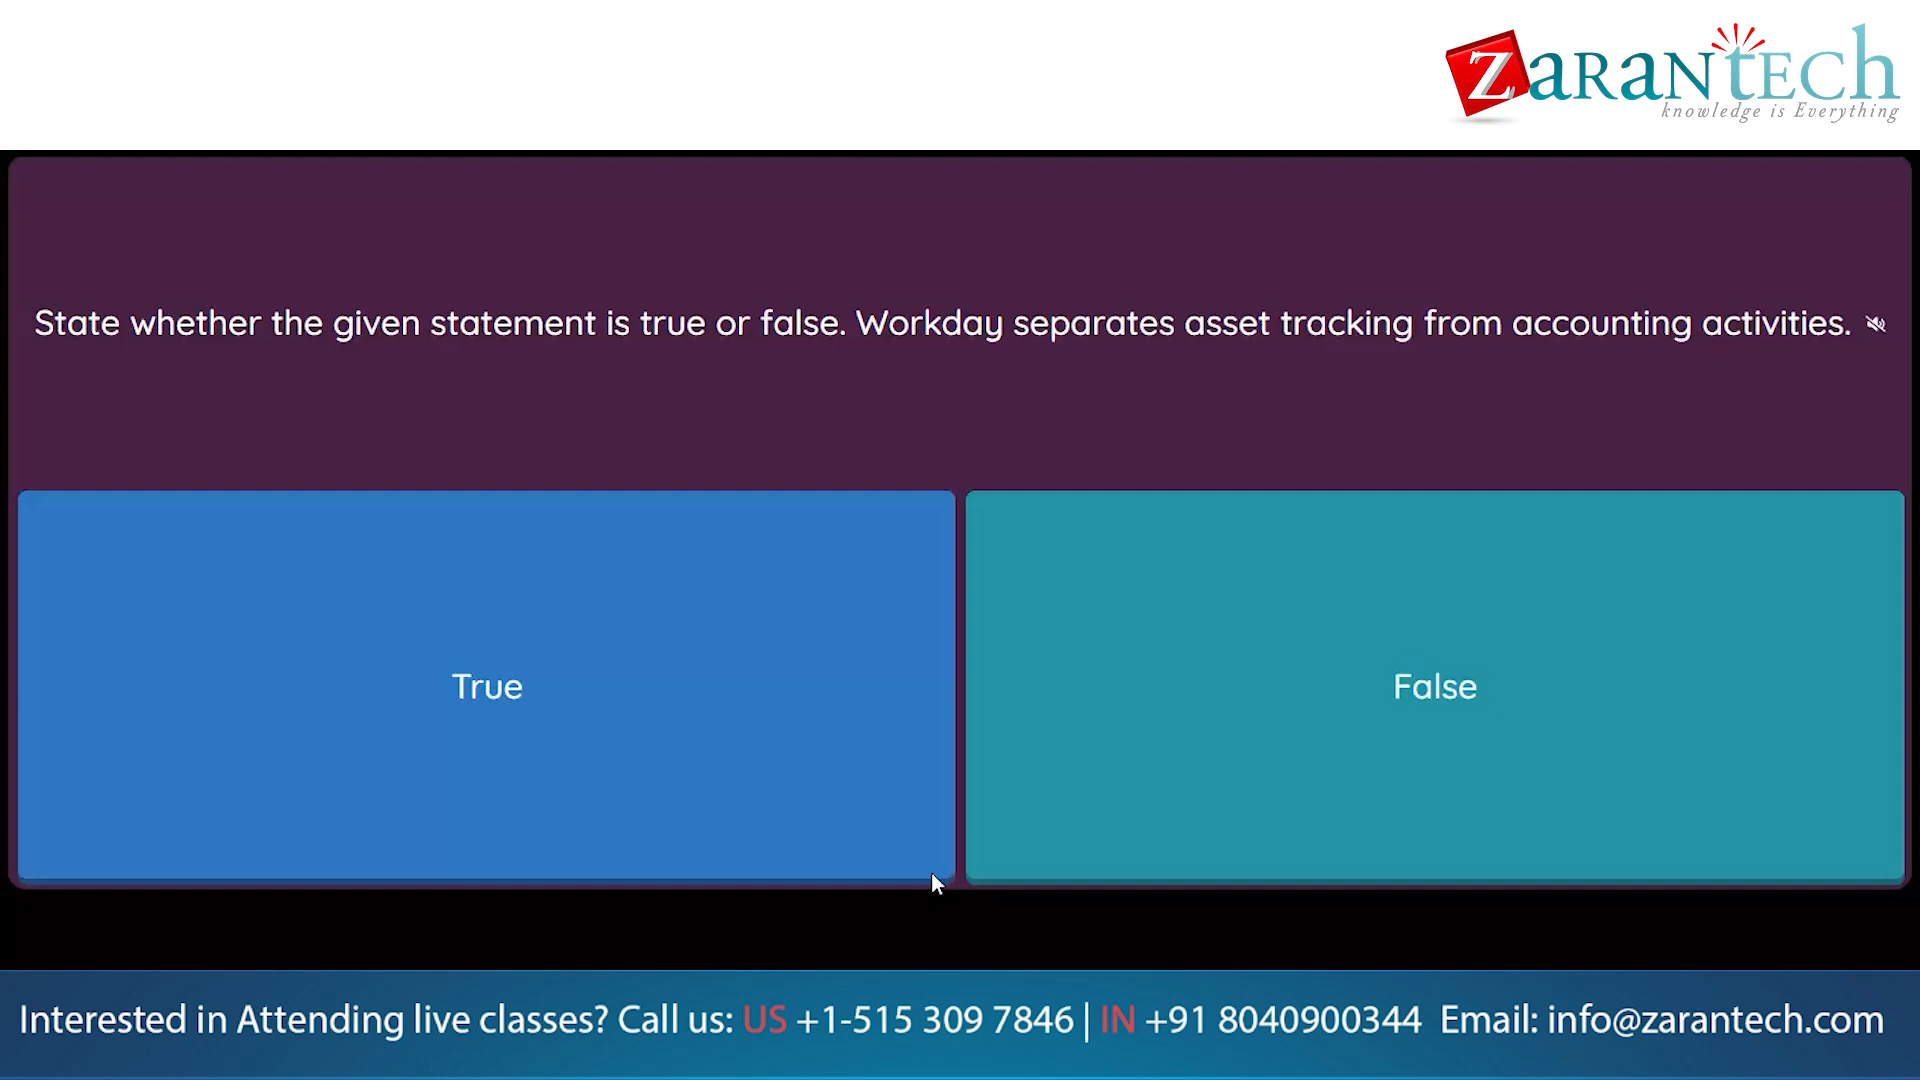 ZaranTech
knowledge is Everything
State whether the given statement is true or false. Workday separates asset tracking from accounting activities.
True
False
Interested in Attending live classes? Call us: US +1-515 309 7846 | IN +91 8040900344 Email: info@zarantech.com